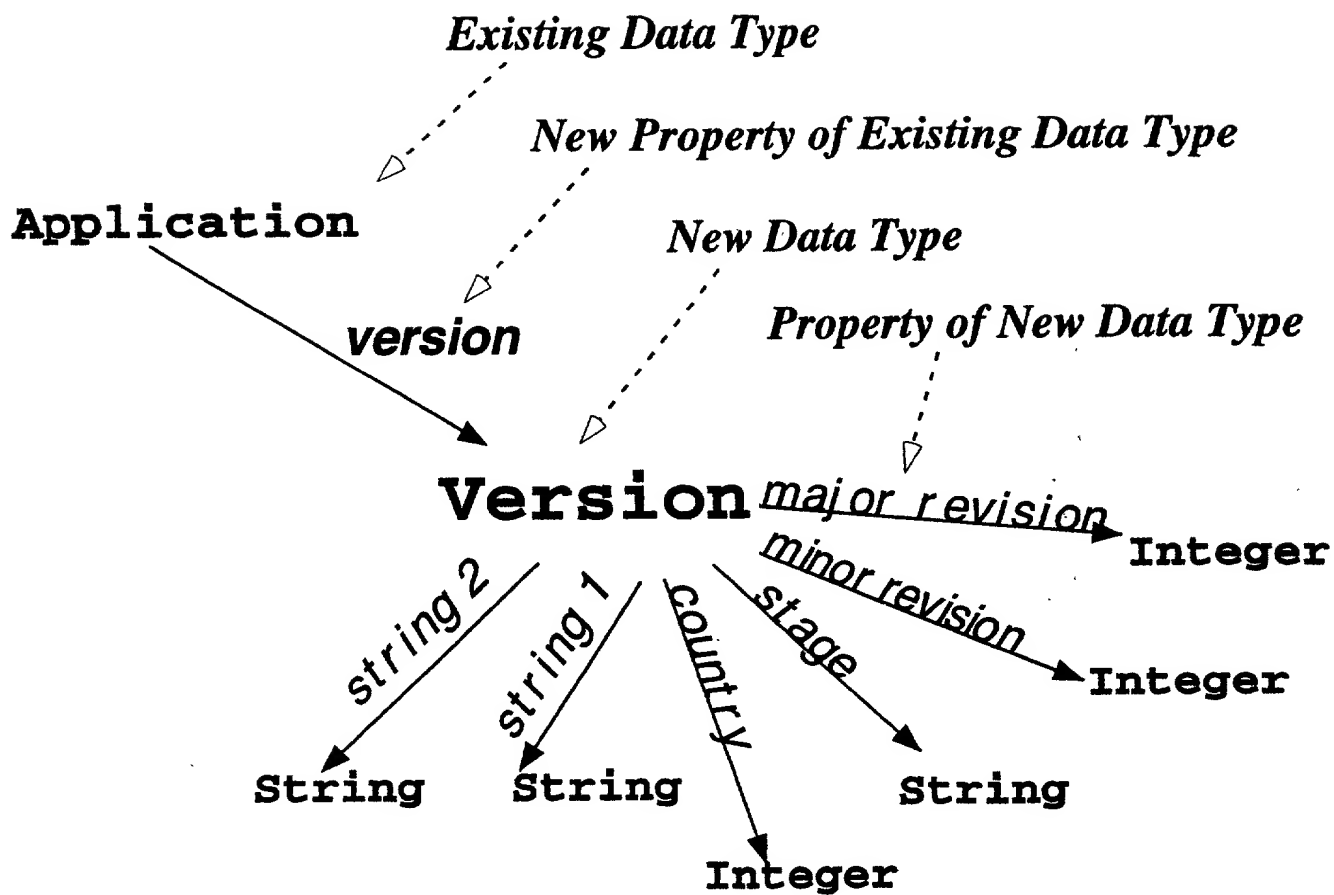 Existing Data Type
New Property of Existing Data Type
Application
New Data Type
version
Property of New Data Type
Version
major revision
Integer
minor revision
Integer
stage
String
country
Integer
string 1
String
string 2
String